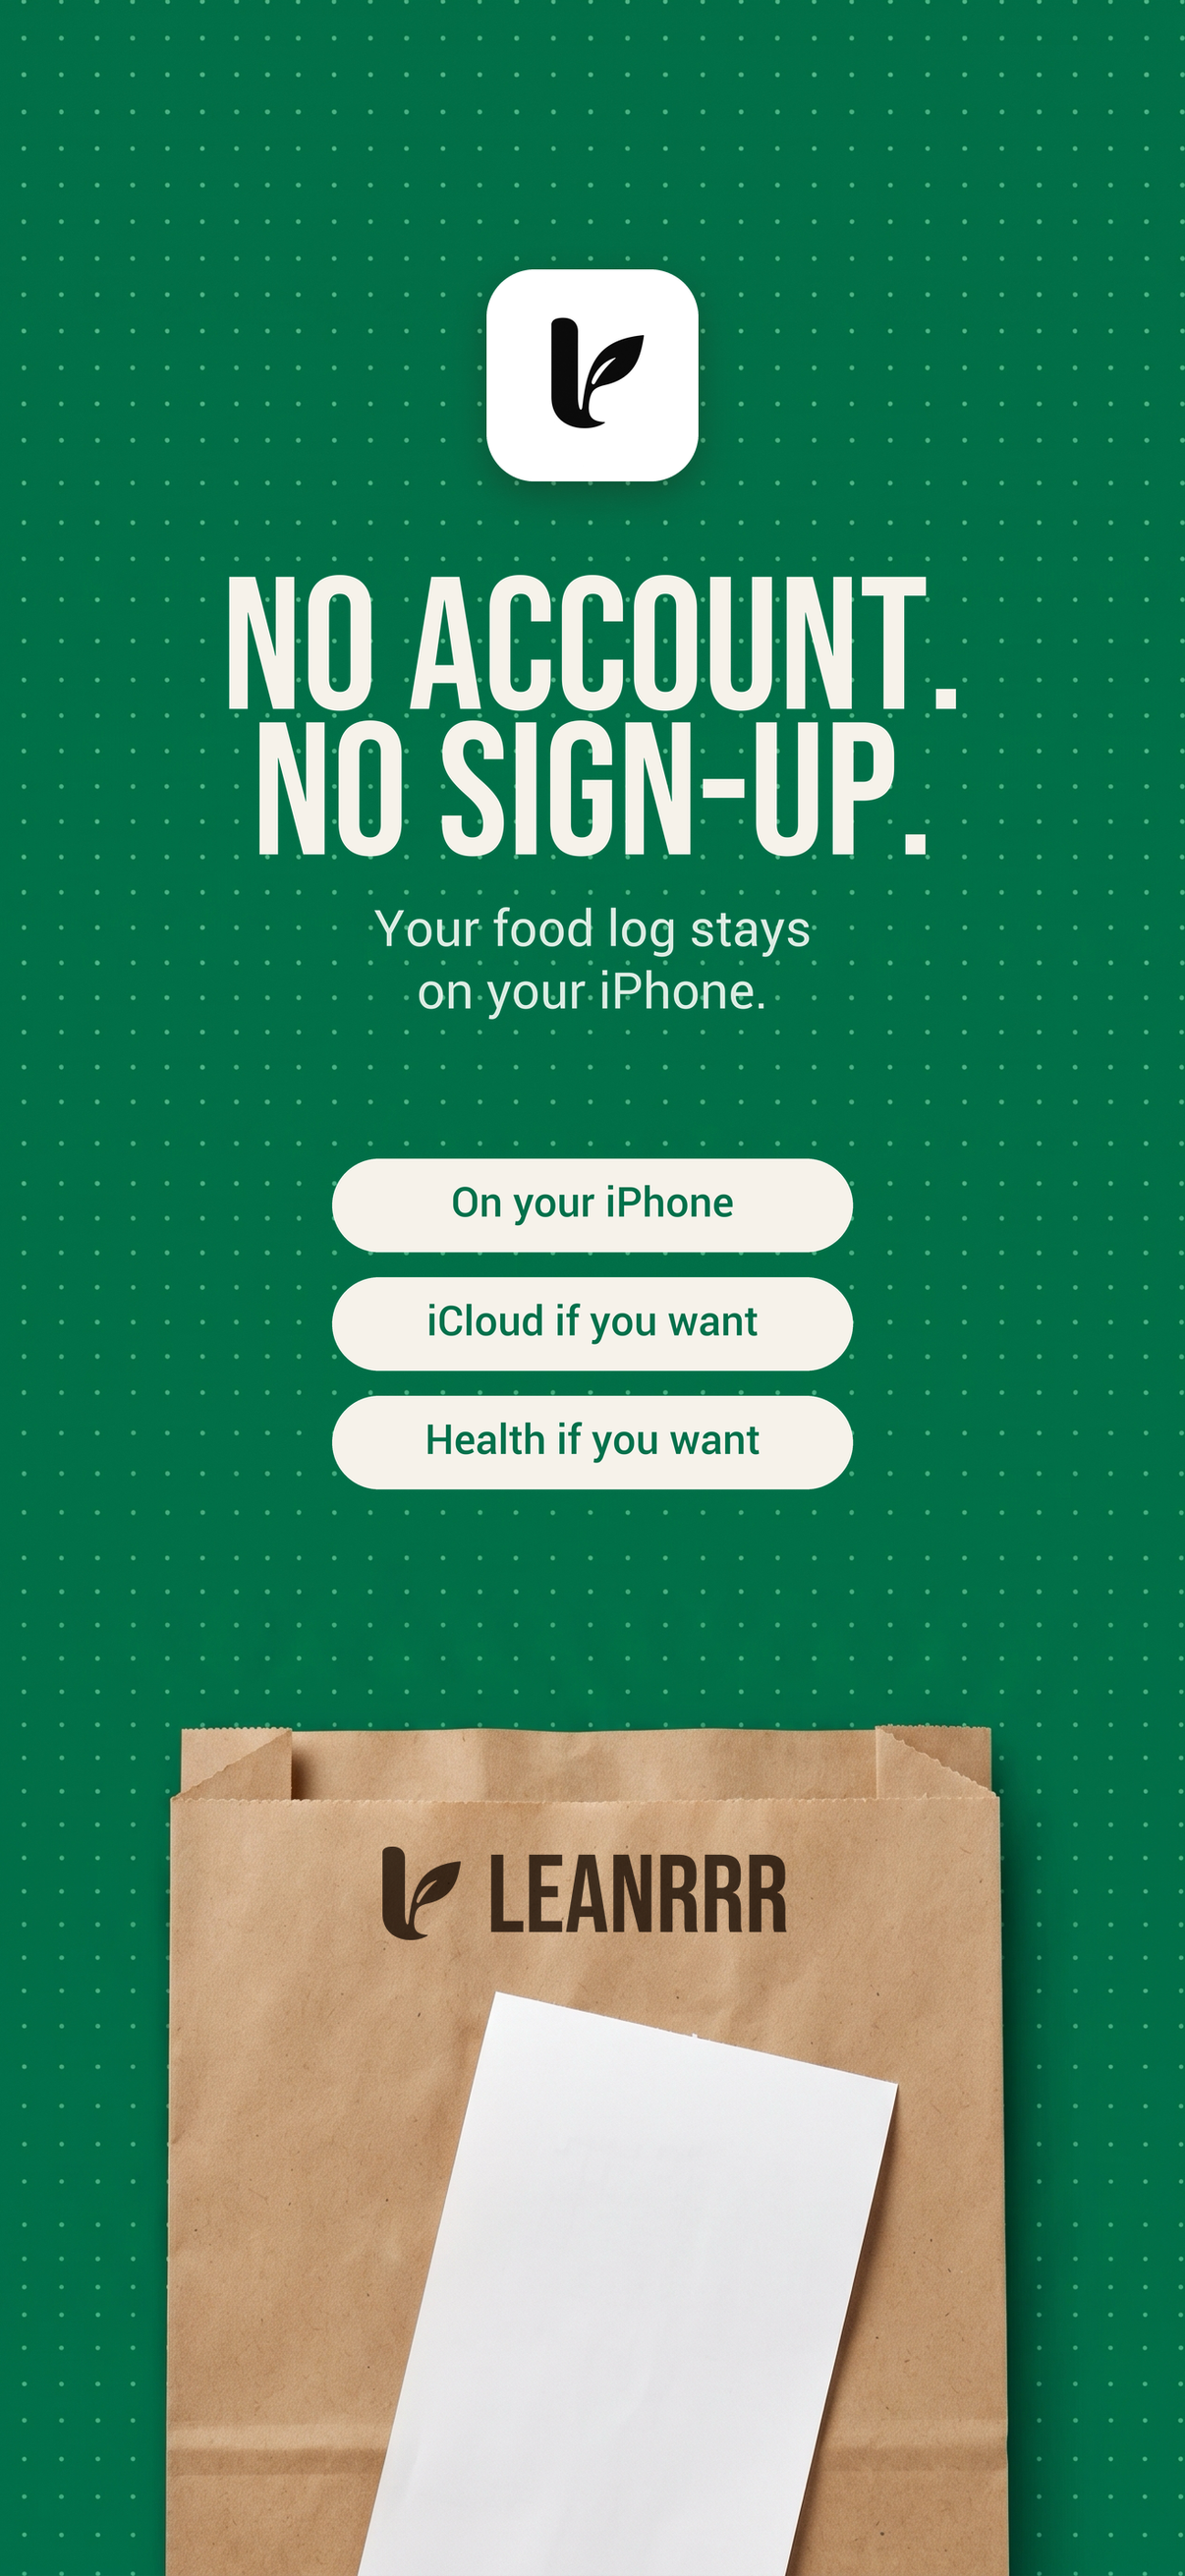 NO ACCOUNT.
NO SIGN-UP.
Your food log stays
on your iPhone.
On your iPhone
iCloud if you want
Health if you want
LEANRRR